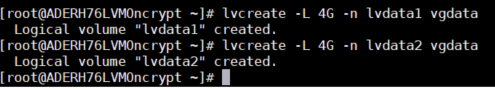 [root@ADERH76LVMOncrypt ~]# lvcreate -L 4G -n lvdata1 vgdata
  Logical volume "lvdata1" created.
[root@ADERH76LVMOncrypt ~]# lvcreate -L 4G -n lvdata2 vgdata
  Logical volume "lvdata2" created.
[root@ADERH76LVMOncrypt ~]#